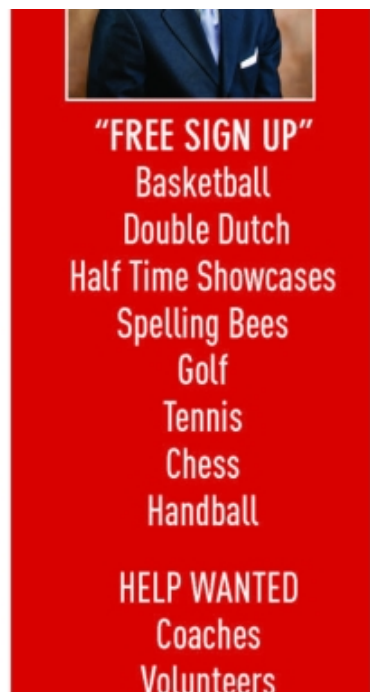 “FREE SIGN UP”
Basketball
Double Dutch
Half Time Showcases
Spelling Bees
Golf
Tennis
Chess
Handball
HELP WANTED
Coaches
Volunteers